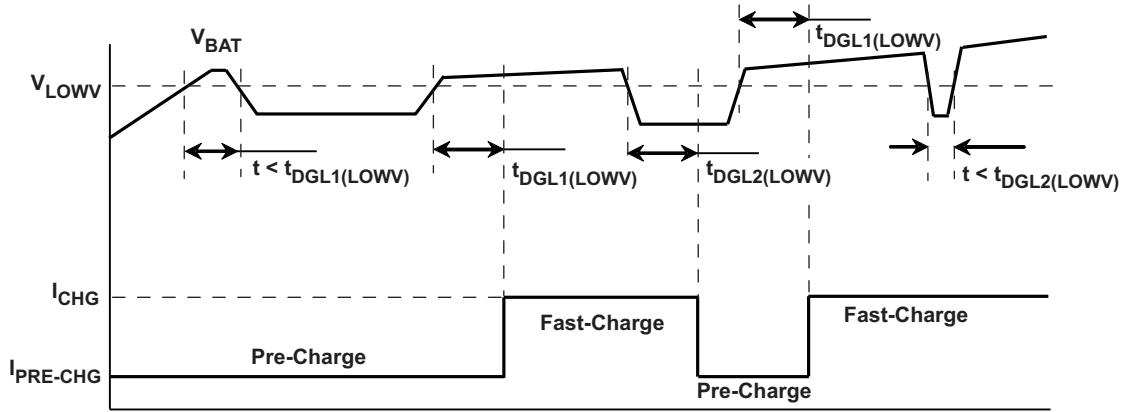 V_BAT
t_DGL1(LOWV)
V_LOWV
t < t_DGL1(LOWV)
t_DGL1(LOWV)
t_DGL2(LOWV)
t < t_DGL2(LOWV)
I_CHG
Fast-Charge
Fast-Charge
Pre-Charge
I_PRE-CHG
Pre-Charge